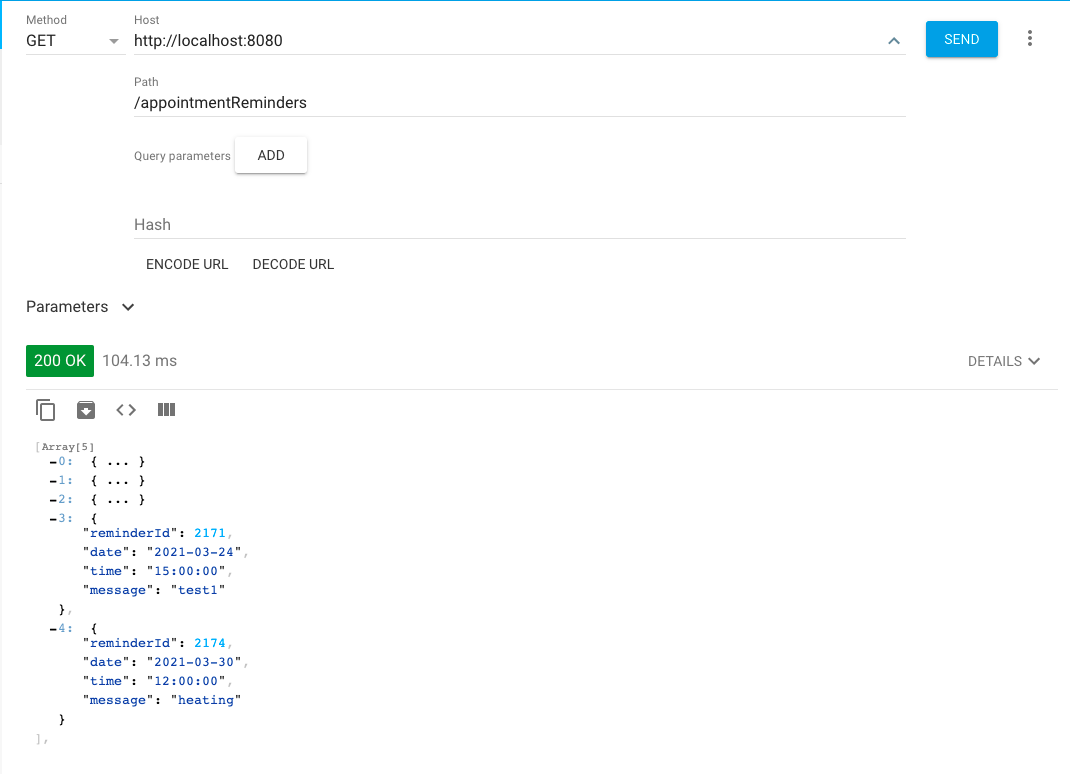 Method Host
GET http://localhost:8080 SEND
Path
/appointmentReminders
Query parameters ADD
Hash
ENCODE URL DECODE URL
Parameters
200 OK 104.13 ms DETAILS
[Array[5]
-0: { ... }
-1: { ... }
-2: { ... }
-3: {
"reminderId": 2171,
"date": "2021-03-24",
"time": "15:00:00",
"message": "test1"
},
-4: {
"reminderId": 2174,
"date": "2021-03-30",
"time": "12:00:00",
"message": "heating"
}
],